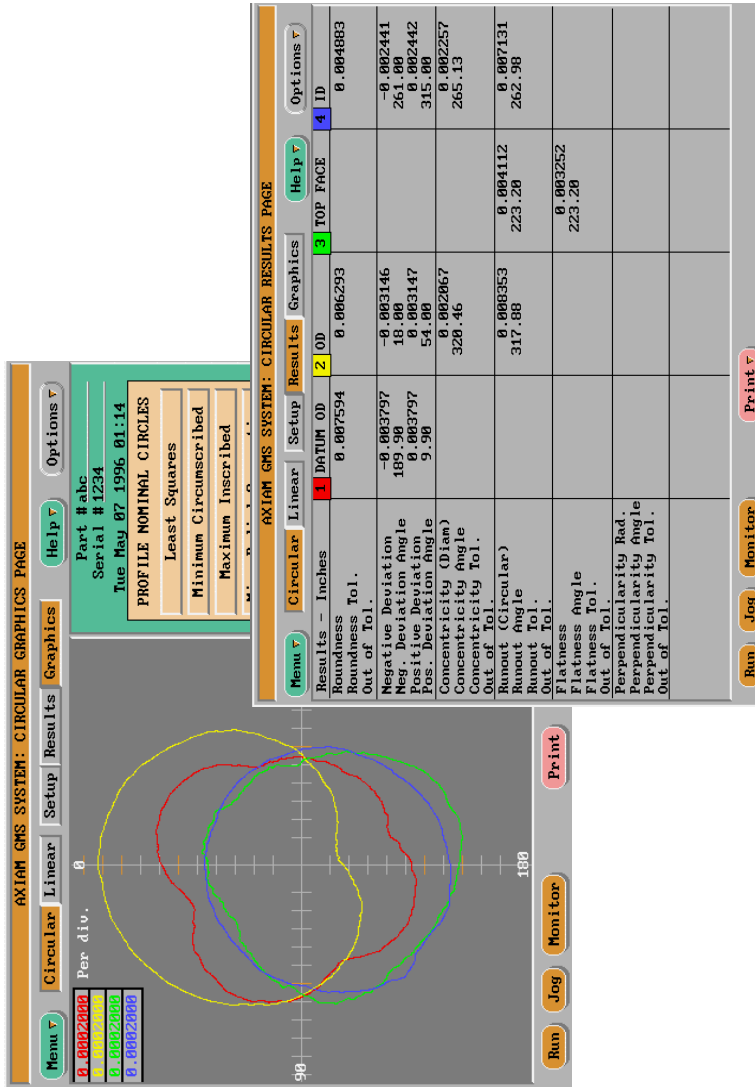 AXIAM GMS SYSTEM: CIRCULAR GRAPHICS PAGE
Menu Circular Linear Setup Results Graphics Help Options
0.0002000 Per div.
0.0002000
0.0002000
0.0002000
0
90
180
Part # abc
Serial # 1234
Tue May 07 1996 01:14
PROFILE NOMINAL CIRCLES
Least Squares
Minimum Circumscribed
Maximum Inscribed
Run Jog Monitor Print
AXIAM GMS SYSTEM: CIRCULAR RESULTS PAGE
Menu Circular Linear Setup Results Graphics Help Options
Results - Inches 1 DATUM OD 2 OD 3 TOP FACE 4 ID
Roundness 0.007594 0.006293 0.004883
Roundness Tol.
Out of Tol.
Negative Deviation -0.003797 -0.003146 -0.002441
Neg. Deviation Angle 189.90 18.00 261.00
Positive Deviation 0.003797 0.003147 0.002442
Pos. Deviation Angle 9.90 54.00 315.00
Concentricity (Diam) 0.002067 0.002257
Concentricity Angle 320.46 265.13
Concentricity Tol.
Out of Tol.
Runout (Circular) 0.008353 0.004112 0.007131
Runout Angle 317.88 223.20 262.98
Runout Tol.
Out of Tol.
Flatness 0.003252
Flatness Angle 223.20
Flatness Tol.
Out of Tol.
Perpendicularity Rad.
Perpendicularity Angle
Perpendicularity Tol.
Out of Tol.
Run Jog Monitor Print